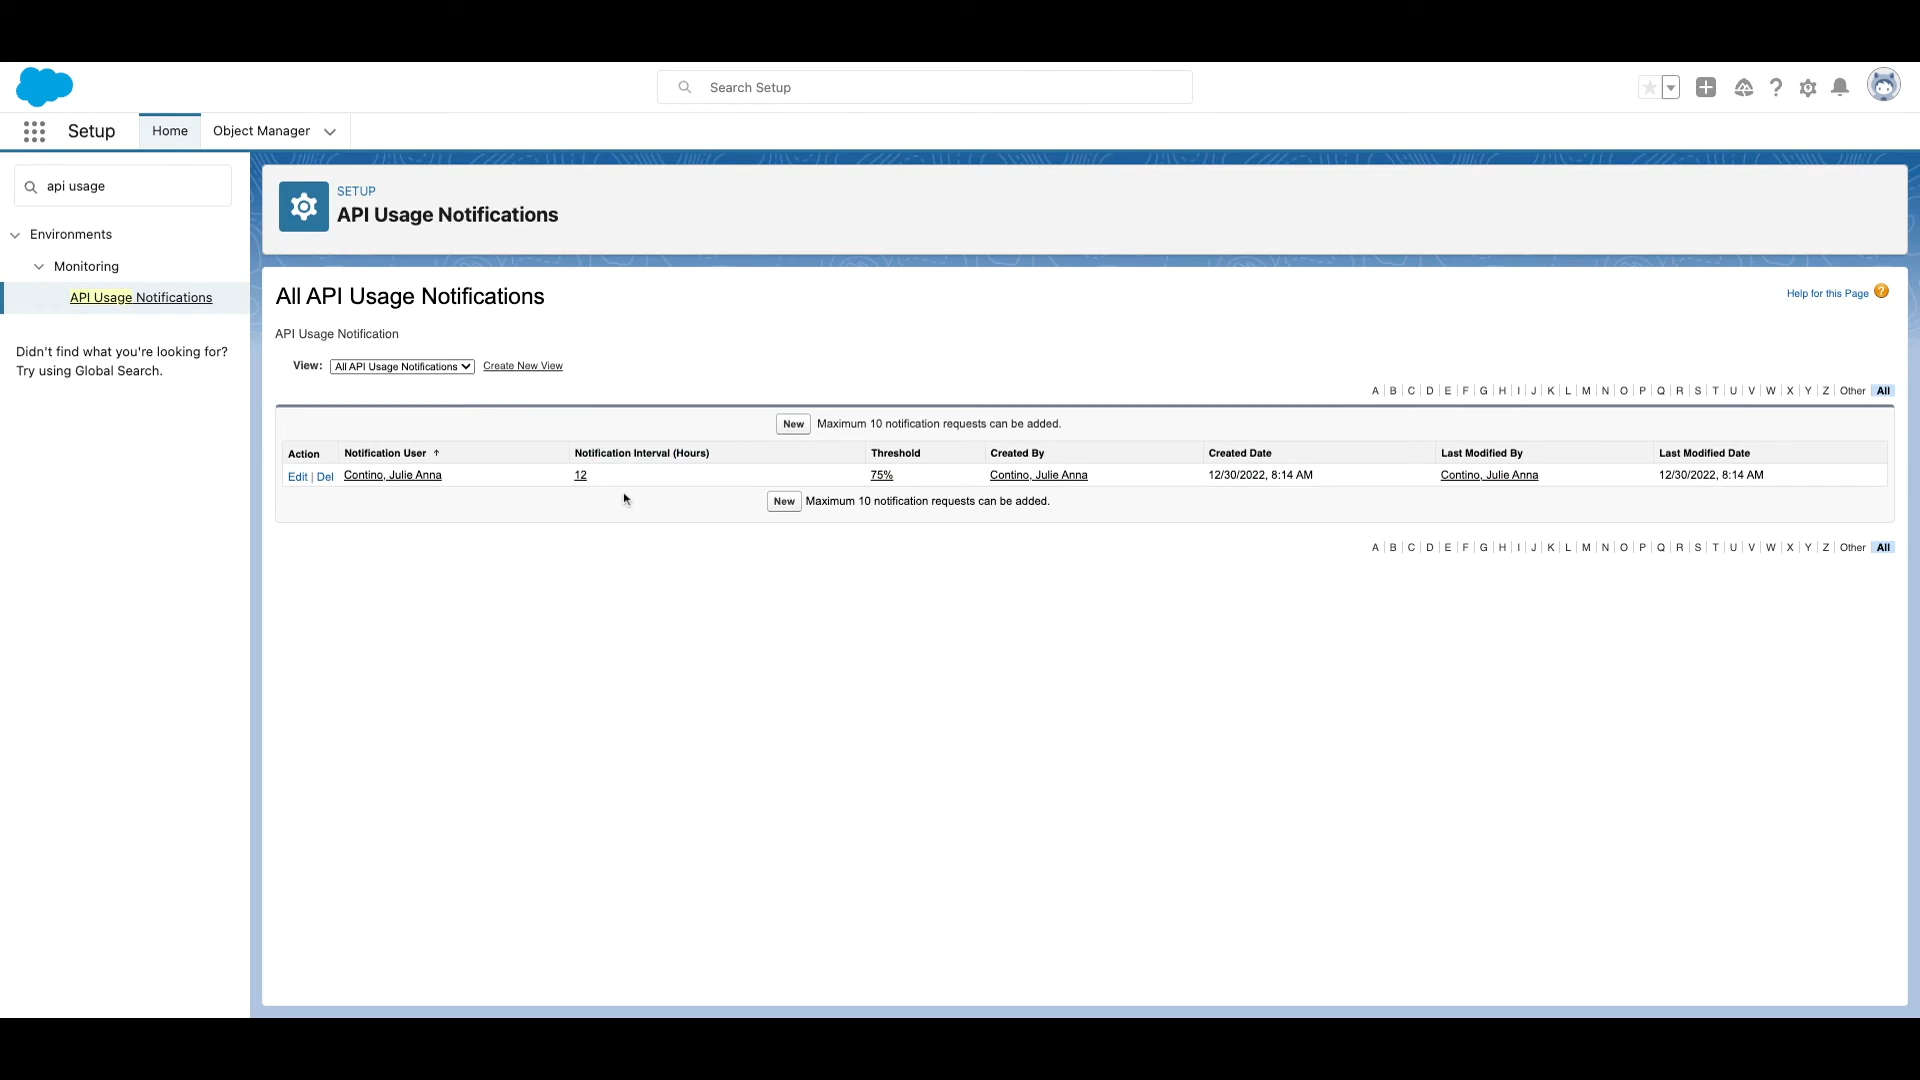 Search Setup
Setup
Home
Object Manager
api usage
Environments
Monitoring
API Usage Notifications
Didn't find what you're looking for?
Try using Global Search.
SETUP
API Usage Notifications
All API Usage Notifications
Help for this Page ?
API Usage Notification
View: All API Usage Notifications Create New View
A | B | C | D | E | F | G | H | I | J | K | L | M | N | O | P | Q | R | S | T | U | V | W | X | Y | Z | Other | All
New Maximum 10 notification requests can be added.
Action Notification User ↑ Notification Interval (Hours) Threshold Created By Created Date Last Modified By Last Modified Date
Edit | Del Contino, Julie Anna 12 75% Contino, Julie Anna 12/30/2022, 8:14 AM Contino, Julie Anna 12/30/2022, 8:14 AM
New Maximum 10 notification requests can be added.
A | B | C | D | E | F | G | H | I | J | K | L | M | N | O | P | Q | R | S | T | U | V | W | X | Y | Z | Other | All